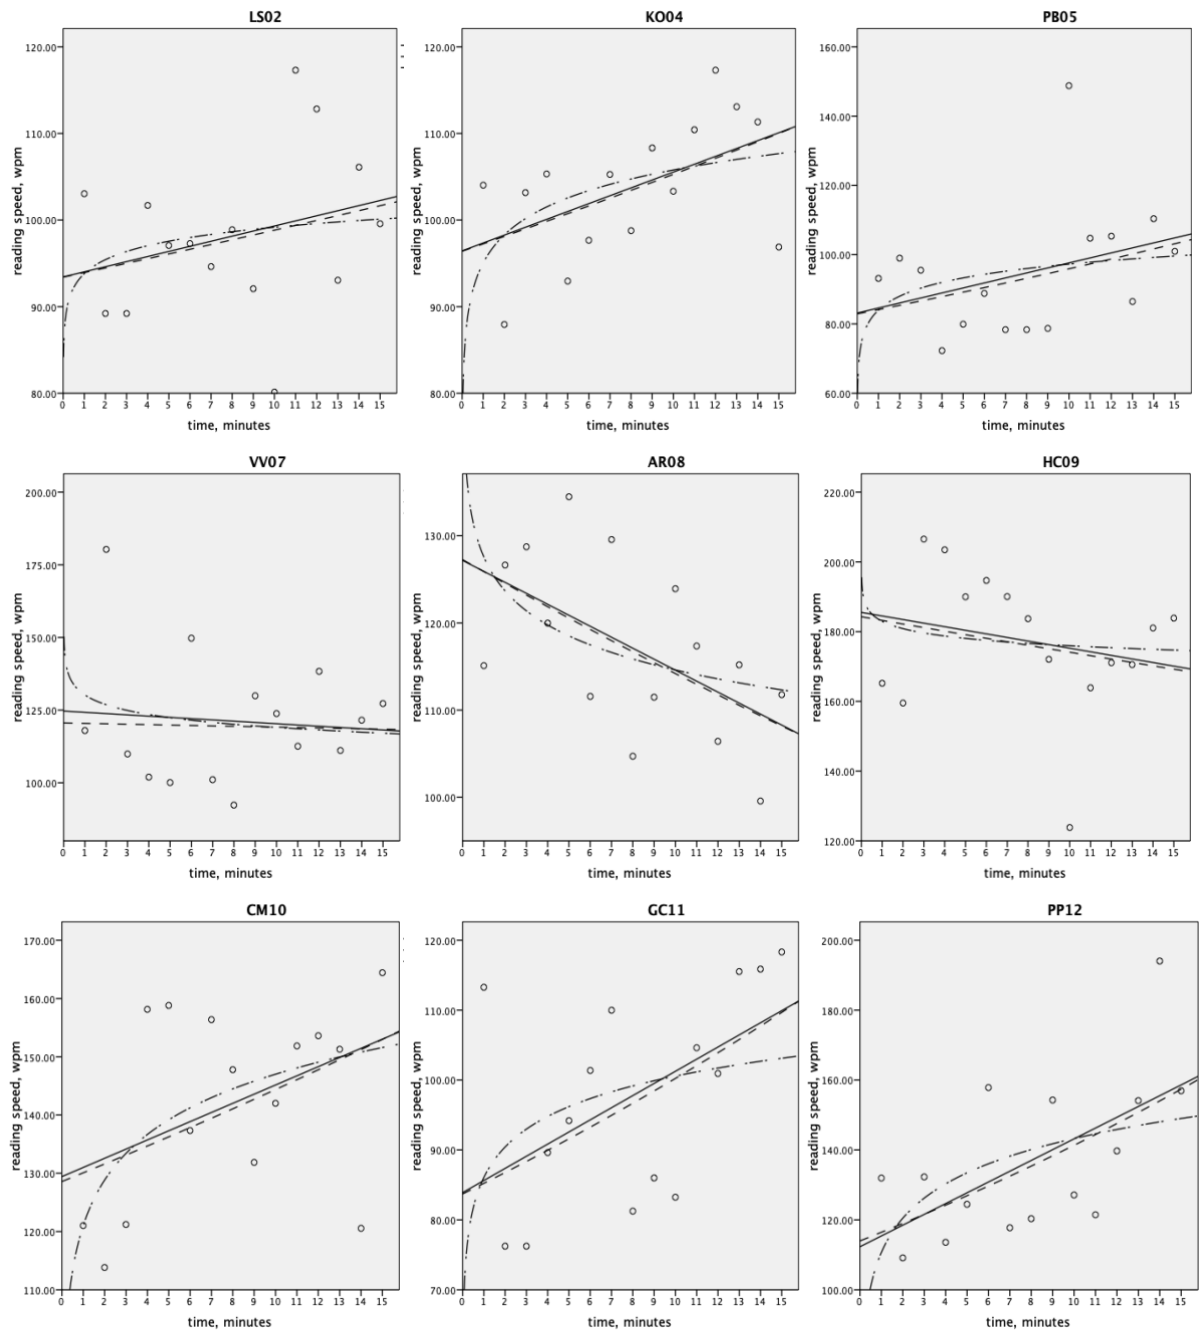 LS02
120.00
110.00
100.00
90.00
80.00
reading speed, wpm
0 1 2 3 4 5 6 7 8 9 10 11 12 13 14 15
time, minutes
KO04
120.00
110.00
100.00
90.00
80.00
reading speed, wpm
0 1 2 3 4 5 6 7 8 9 10 11 12 13 14 15
time, minutes
PB05
160.00
140.00
120.00
100.00
80.00
60.00
reading speed, wpm
0 1 2 3 4 5 6 7 8 9 10 11 12 13 14 15
time, minutes
VV07
200.00
175.00
150.00
125.00
100.00
reading speed, wpm
0 1 2 3 4 5 6 7 8 9 10 11 12 13 14 15
time, minutes
AR08
130.00
120.00
110.00
100.00
reading speed, wpm
0 1 2 3 4 5 6 7 8 9 10 11 12 13 14 15
time, minutes
HC09
220.00
200.00
180.00
160.00
140.00
120.00
reading speed, wpm
0 1 2 3 4 5 6 7 8 9 10 11 12 13 14 15
time, minutes
CM10
170.00
160.00
150.00
140.00
130.00
120.00
110.00
reading speed, wpm
0 1 2 3 4 5 6 7 8 9 10 11 12 13 14 15
time, minutes
GC11
120.00
110.00
100.00
90.00
80.00
70.00
reading speed, wpm
0 1 2 3 4 5 6 7 8 9 10 11 12 13 14 15
time, minutes
PP12
200.00
180.00
160.00
140.00
120.00
100.00
reading speed, wpm
0 1 2 3 4 5 6 7 8 9 10 11 12 13 14 15
time, minutes